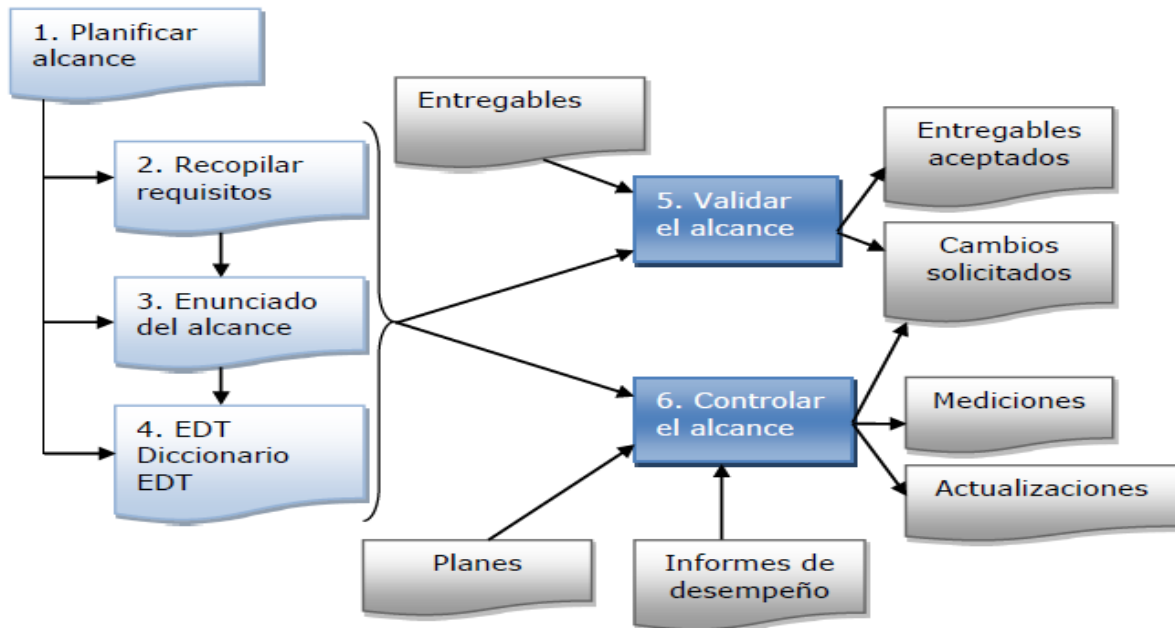 1. Planificar
alcance
2. Recopilar
requisitos
3. Enunciado
del alcance
4. EDT
Diccionario
EDT
Entregables
5. Validar
el alcance
6. Controlar
el alcance
Planes
Informes de
desempeño
Entregables
aceptados
Cambios
solicitados
Mediciones
Actualizaciones